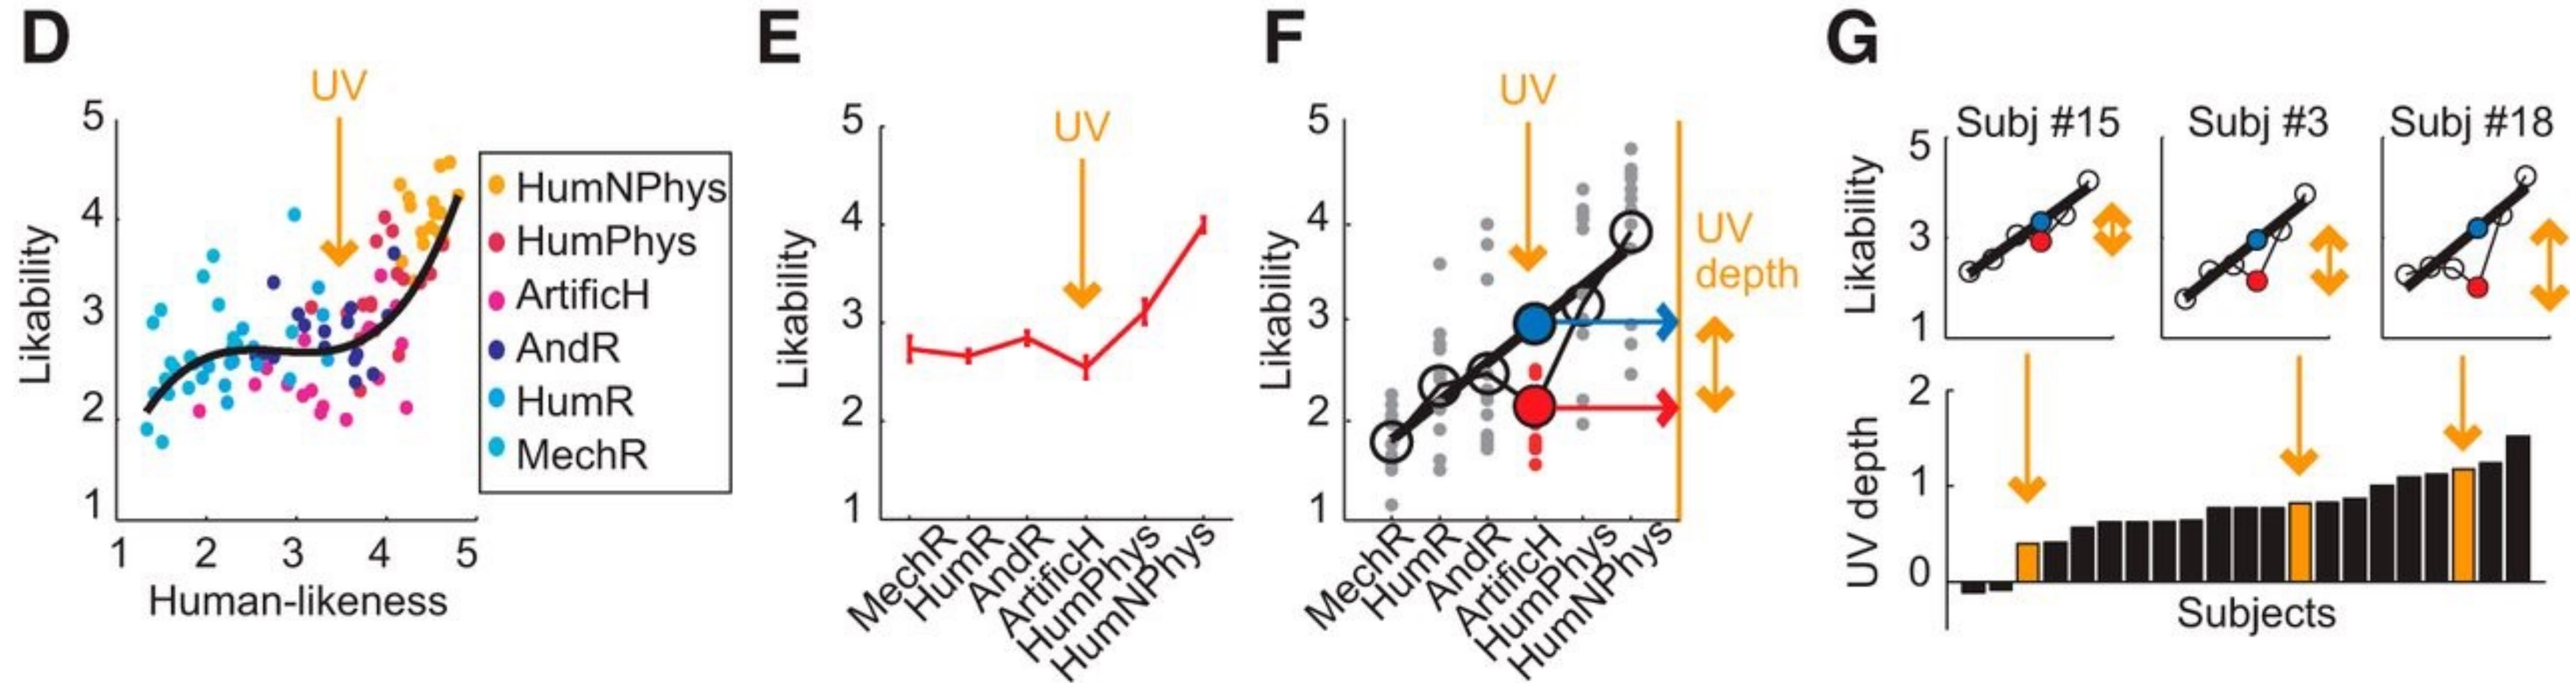 D
UV
Likability
5
4
3
2
1
1 2 3 4 5
Human-likeness
HumNPhys
HumPhys
ArtificH
AndR
HumR
MechR
E
UV
Likability
5
4
3
2
1
MechR
HumR
AndR
ArtificH
HumPhys
HumNPhys
F
UV
Likability
5
4
3
2
1
UV
depth
MechR
HumR
AndR
ArtificH
HumPhys
HumNPhys
G
Subj #15 Subj #3 Subj #18
Likability
5
3
1
UV depth
2
1
0
Subjects